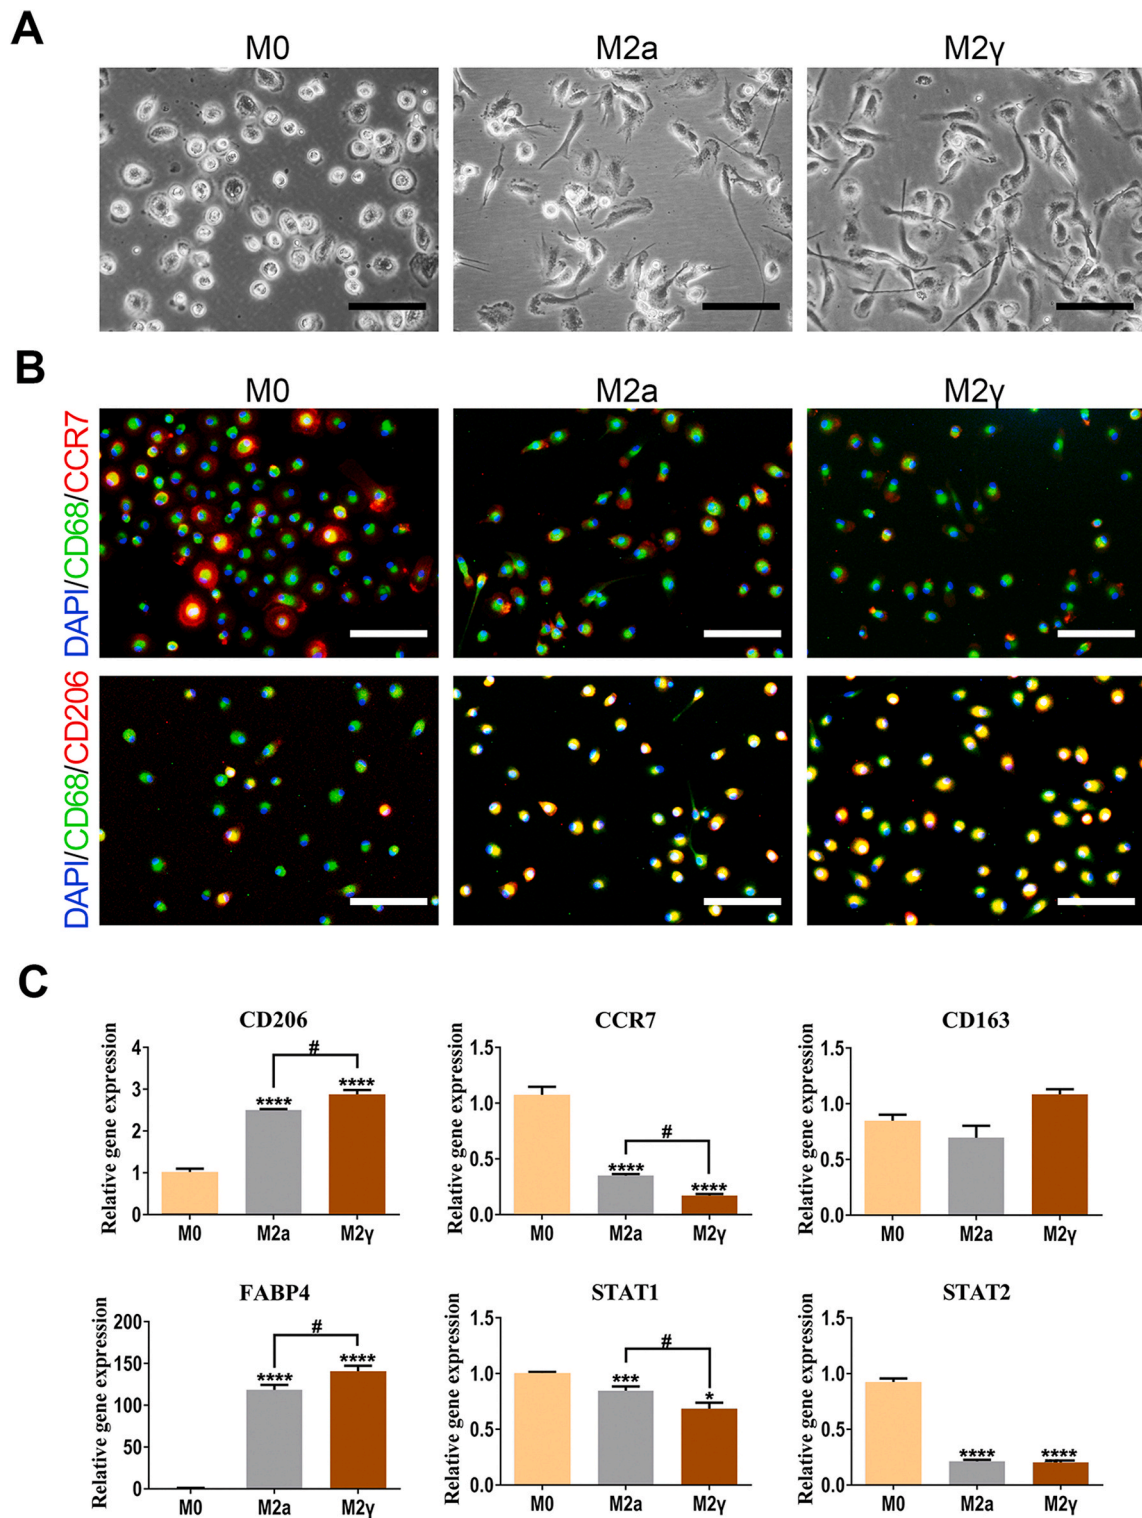 A
M0 M2a M2γ
B
M0 M2a M2γ
DAPI/CD68/CCR7
DAPI/CD68/CD206
C
CD206
Relative gene expression
4
3
2
1
0
#
****
****
M0 M2a M2γ
CCR7
Relative gene expression
1.5
1.0
0.5
0.0
#
****
****
M0 M2a M2γ
CD163
Relative gene expression
1.5
1.0
0.5
0.0
M0 M2a M2γ
FABP4
Relative gene expression
200
150
100
50
0
#
****
****
M0 M2a M2γ
STAT1
Relative gene expression
1.5
1.0
0.5
0.0
#
***
*
M0 M2a M2γ
STAT2
Relative gene expression
1.5
1.0
0.5
0.0
**** ****
M0 M2a M2γ